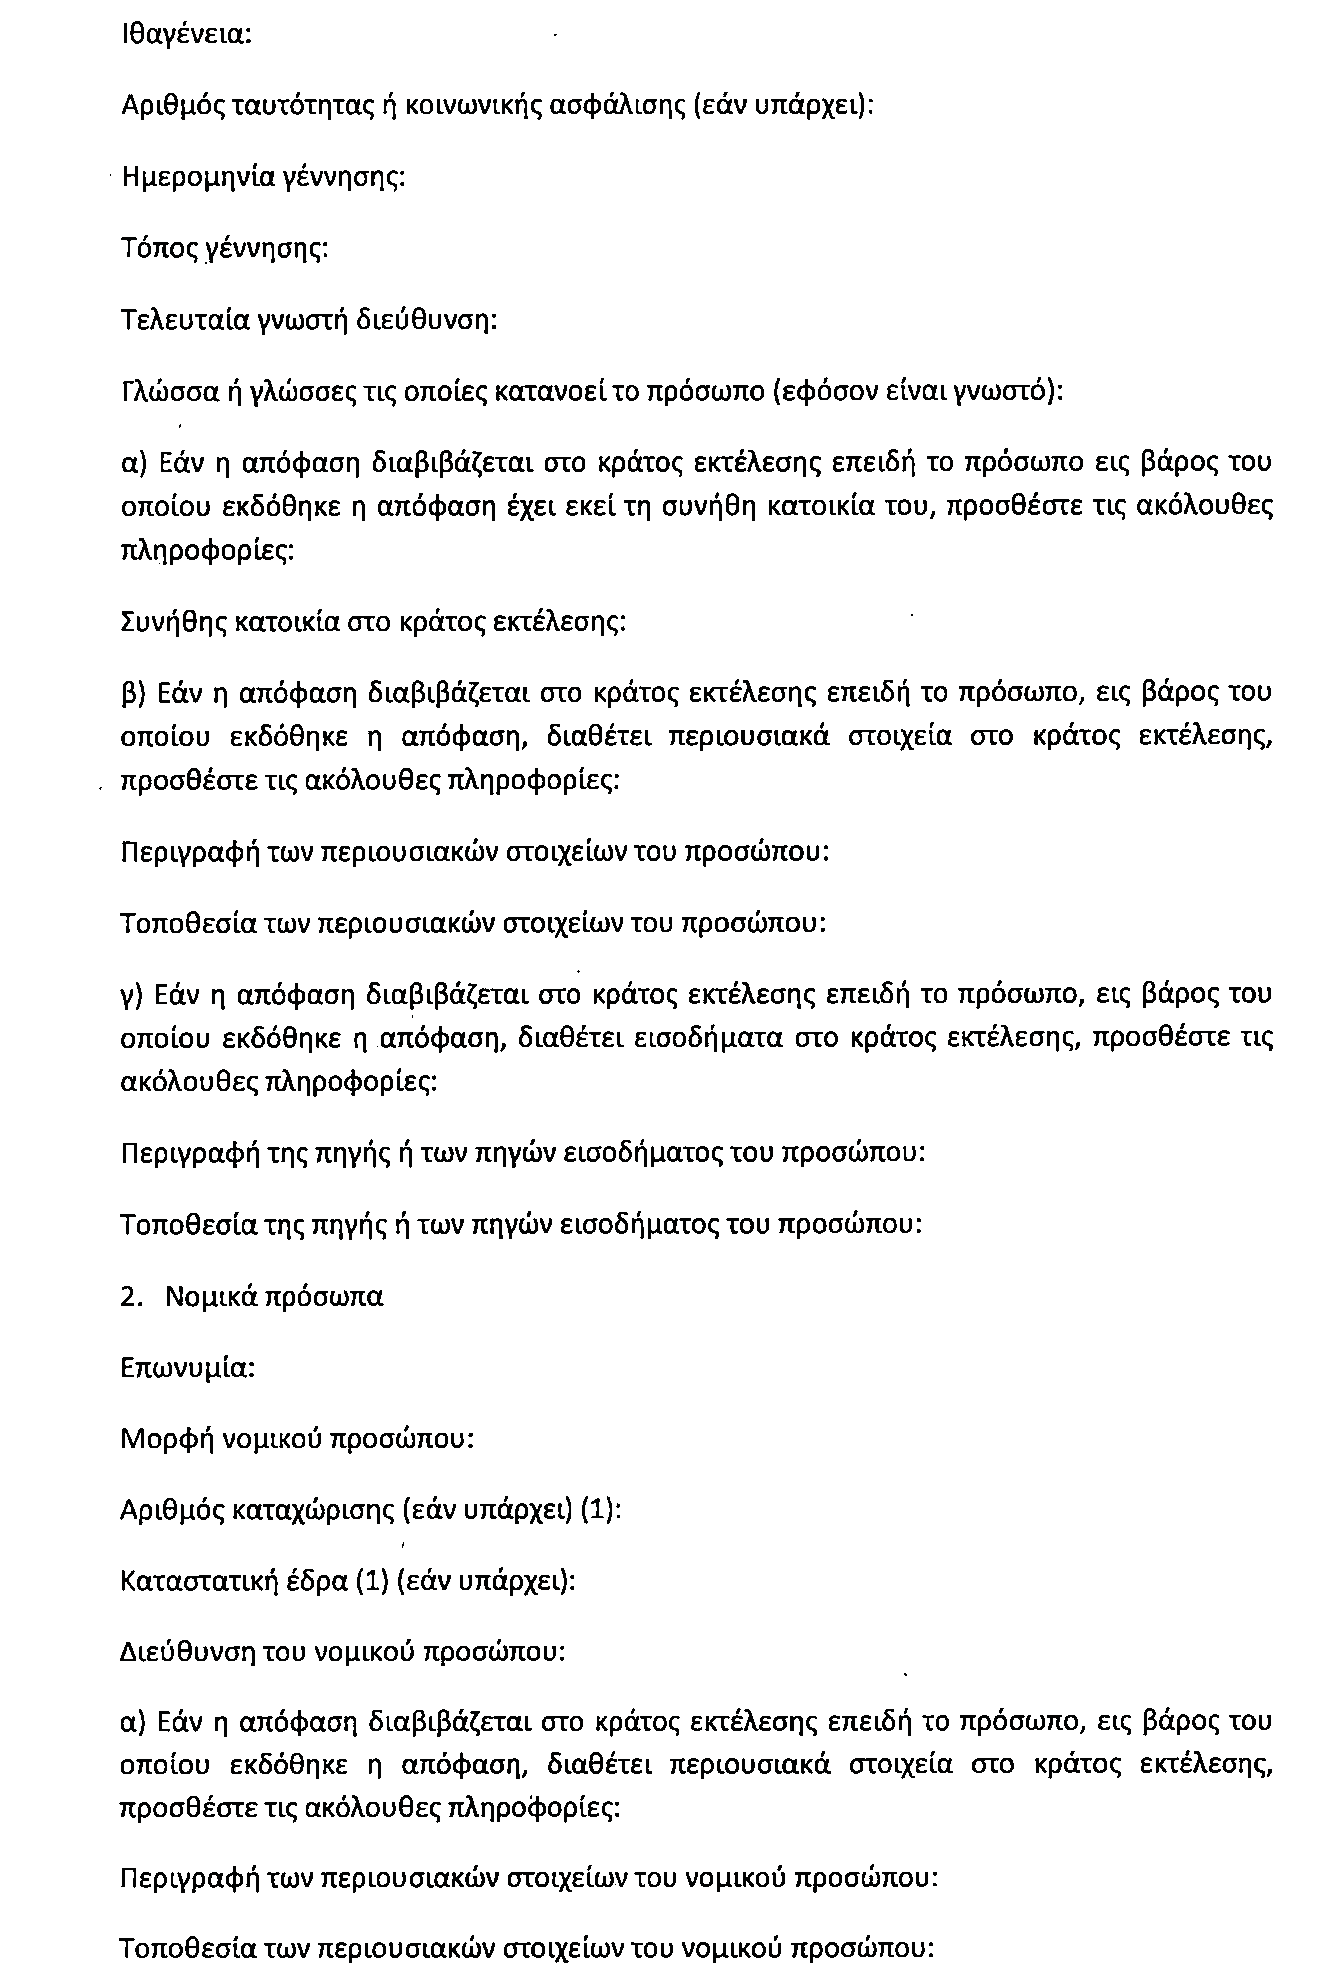 Ιθαγένεια:
Αριθμός ταυτότητας ή κοινωνικής ασφάλισης (εάν υπάρχει):
Ημερομηνία γέννησης:
Τόπος γέννησης:
Τελευταία γνωστή διεύθυνση:
Γλώσσα ή γλώσσες τις οποίες κατανοεί το πρόσωπο (εφόσον είναι γνωστό):
α) Εάν η απόφαση διαβιβάζεται στο κράτος εκτέλεσης επειδή το πρόσωπο εις βάρος του
οποίου εκδόθηκε η απόφαση έχει εκεί τη συνήθη κατοικία του, προσθέστε τις ακόλουθες
πληροφορίες:
Συνήθης κατοικία στο κράτος εκτέλεσης:
β) Εάν η απόφαση διαβιβάζεται στο κράτος εκτέλεσης επειδή το πρόσωπο, εις βάρος του
οποίου εκδόθηκε η απόφαση, διαθέτει περιουσιακά στοιχεία στο κράτος εκτέλεσης,
προσθέστε τις ακόλουθες πληροφορίες:
Περιγραφή των περιουσιακών στοιχείων του προσώπου:
Τοποθεσία των περιουσιακών στοιχείων του προσώπου:
γ) Εάν η απόφαση διαβιβάζεται στο κράτος εκτέλεσης επειδή το πρόσωπο, εις βάρος του
οποίου εκδόθηκε η απόφαση, διαθέτει εισοδήματα στο κράτος εκτέλεσης, προσθέστε τις
ακόλουθες πληροφορίες:
Περιγραφή της πηγής ή των πηγών εισοδήματος του προσώπου:
Τοποθεσία της πηγής ή των πηγών εισοδήματος του προσώπου:
2. Νομικά πρόσωπα
Επωνυμία:
Μορφή νομικού προσώπου:
Αριθμός καταχώρισης (εάν υπάρχει) (1):
Καταστατική έδρα (1) (εάν υπάρχει):
Διεύθυνση του νομικού προσώπου:
α) Εάν η απόφαση διαβιβάζεται στο κράτος εκτέλεσης επειδή το πρόσωπο, εις βάρος του
οποίου εκδόθηκε η απόφαση, διαθέτει περιουσιακά στοιχεία στο κράτος εκτέλεσης,
προσθέστε τις ακόλουθες πληροφορίες:
Περιγραφή των περιουσιακών στοιχείων του νομικού προσώπου:
Τοποθεσία των περιουσιακών στοιχείων του νομικού προσώπου: